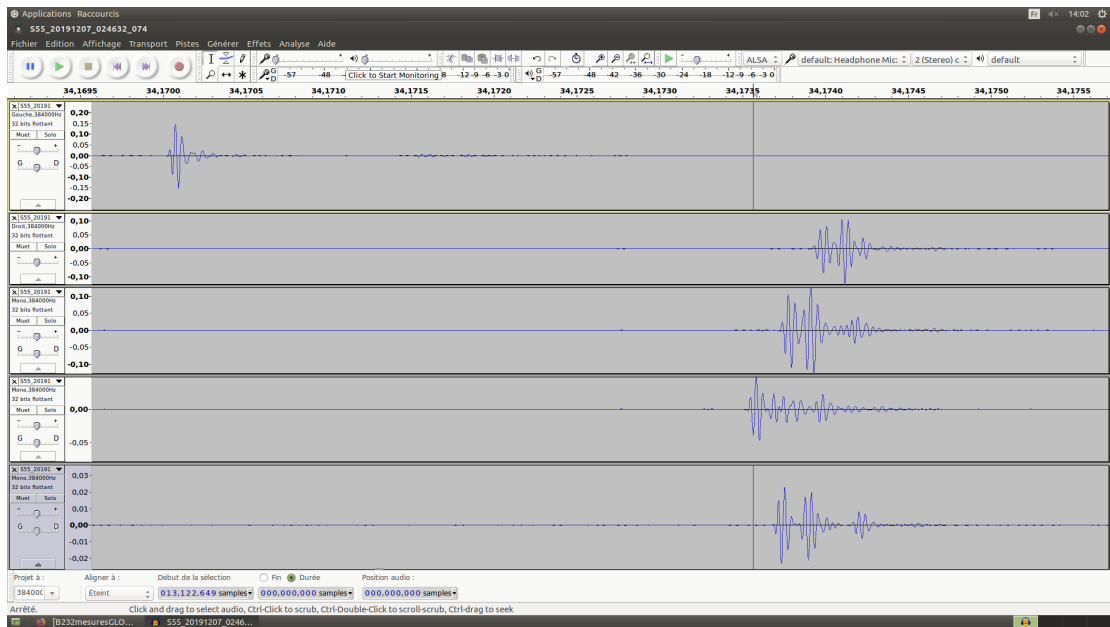 Applications Raccourcis Fr 14:02
S55_20191207_024632_074
Fichier Edition Affichage Transport Pistes Générer Effets Analyse Aide
G D -57 -48 Click to Start Monitoring 8 -12 -9 -6 -3 0 G D -57 -48 -42 -36 -30 -24 -18 -12 -9 -6 -3 0
ALSA default: Headphone Mic: 2 (Stereo) c default
34,1695 34,1700 34,1705 34,1710 34,1715 34,1720 34,1725 34,1730 34,1735 34,1740 34,1745 34,1750 34,1755
S55_20191
Gauche,384000Hz
32 bits flottant
Muet Solo
- +
G D
0,20
0,15
0,10
0,05
0,00
-0,05
-0,10
-0,15
-0,20
S55_20191
Droit,384000Hz
32 bits flottant
Muet Solo
- +
0,10
0,05
0,00
-0,05
-0,10
S55_20191
Mono,384000Hz
32 bits flottant
Muet Solo
- +
G D
0,10
0,05
0,00
-0,05
-0,10
S55_20191
Mono,384000Hz
32 bits flottant
Muet Solo
- +
G D
0,00
-0,05
S55_20191
Mono,384000Hz
32 bits flottant
Muet Solo
- +
G D
0,03
0,02
0,01
0,00
-0,01
-0,02
Projet à : Aligner à : Début de la sélection Fin Durée Position audio :
384000 Eteint 013,122,649 samples 000,000,000 samples 000,000,000 samples
Arrêté. Click and drag to select audio, Ctrl-Click to scrub, Ctrl-Double-Click to scroll-scrub, Ctrl-drag to seek
[B232mesuresGLO... S55_20191207_0246...